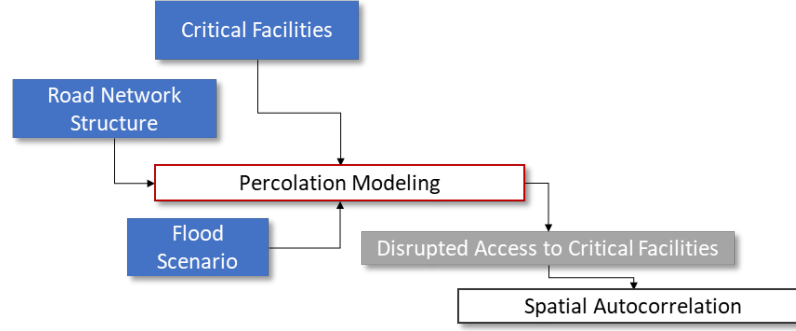 Critical Facilities
Road Network
Structure
Percolation Modeling
Flood
Scenario
Disrupted Access to Critical Facilities
Spatial Autocorrelation